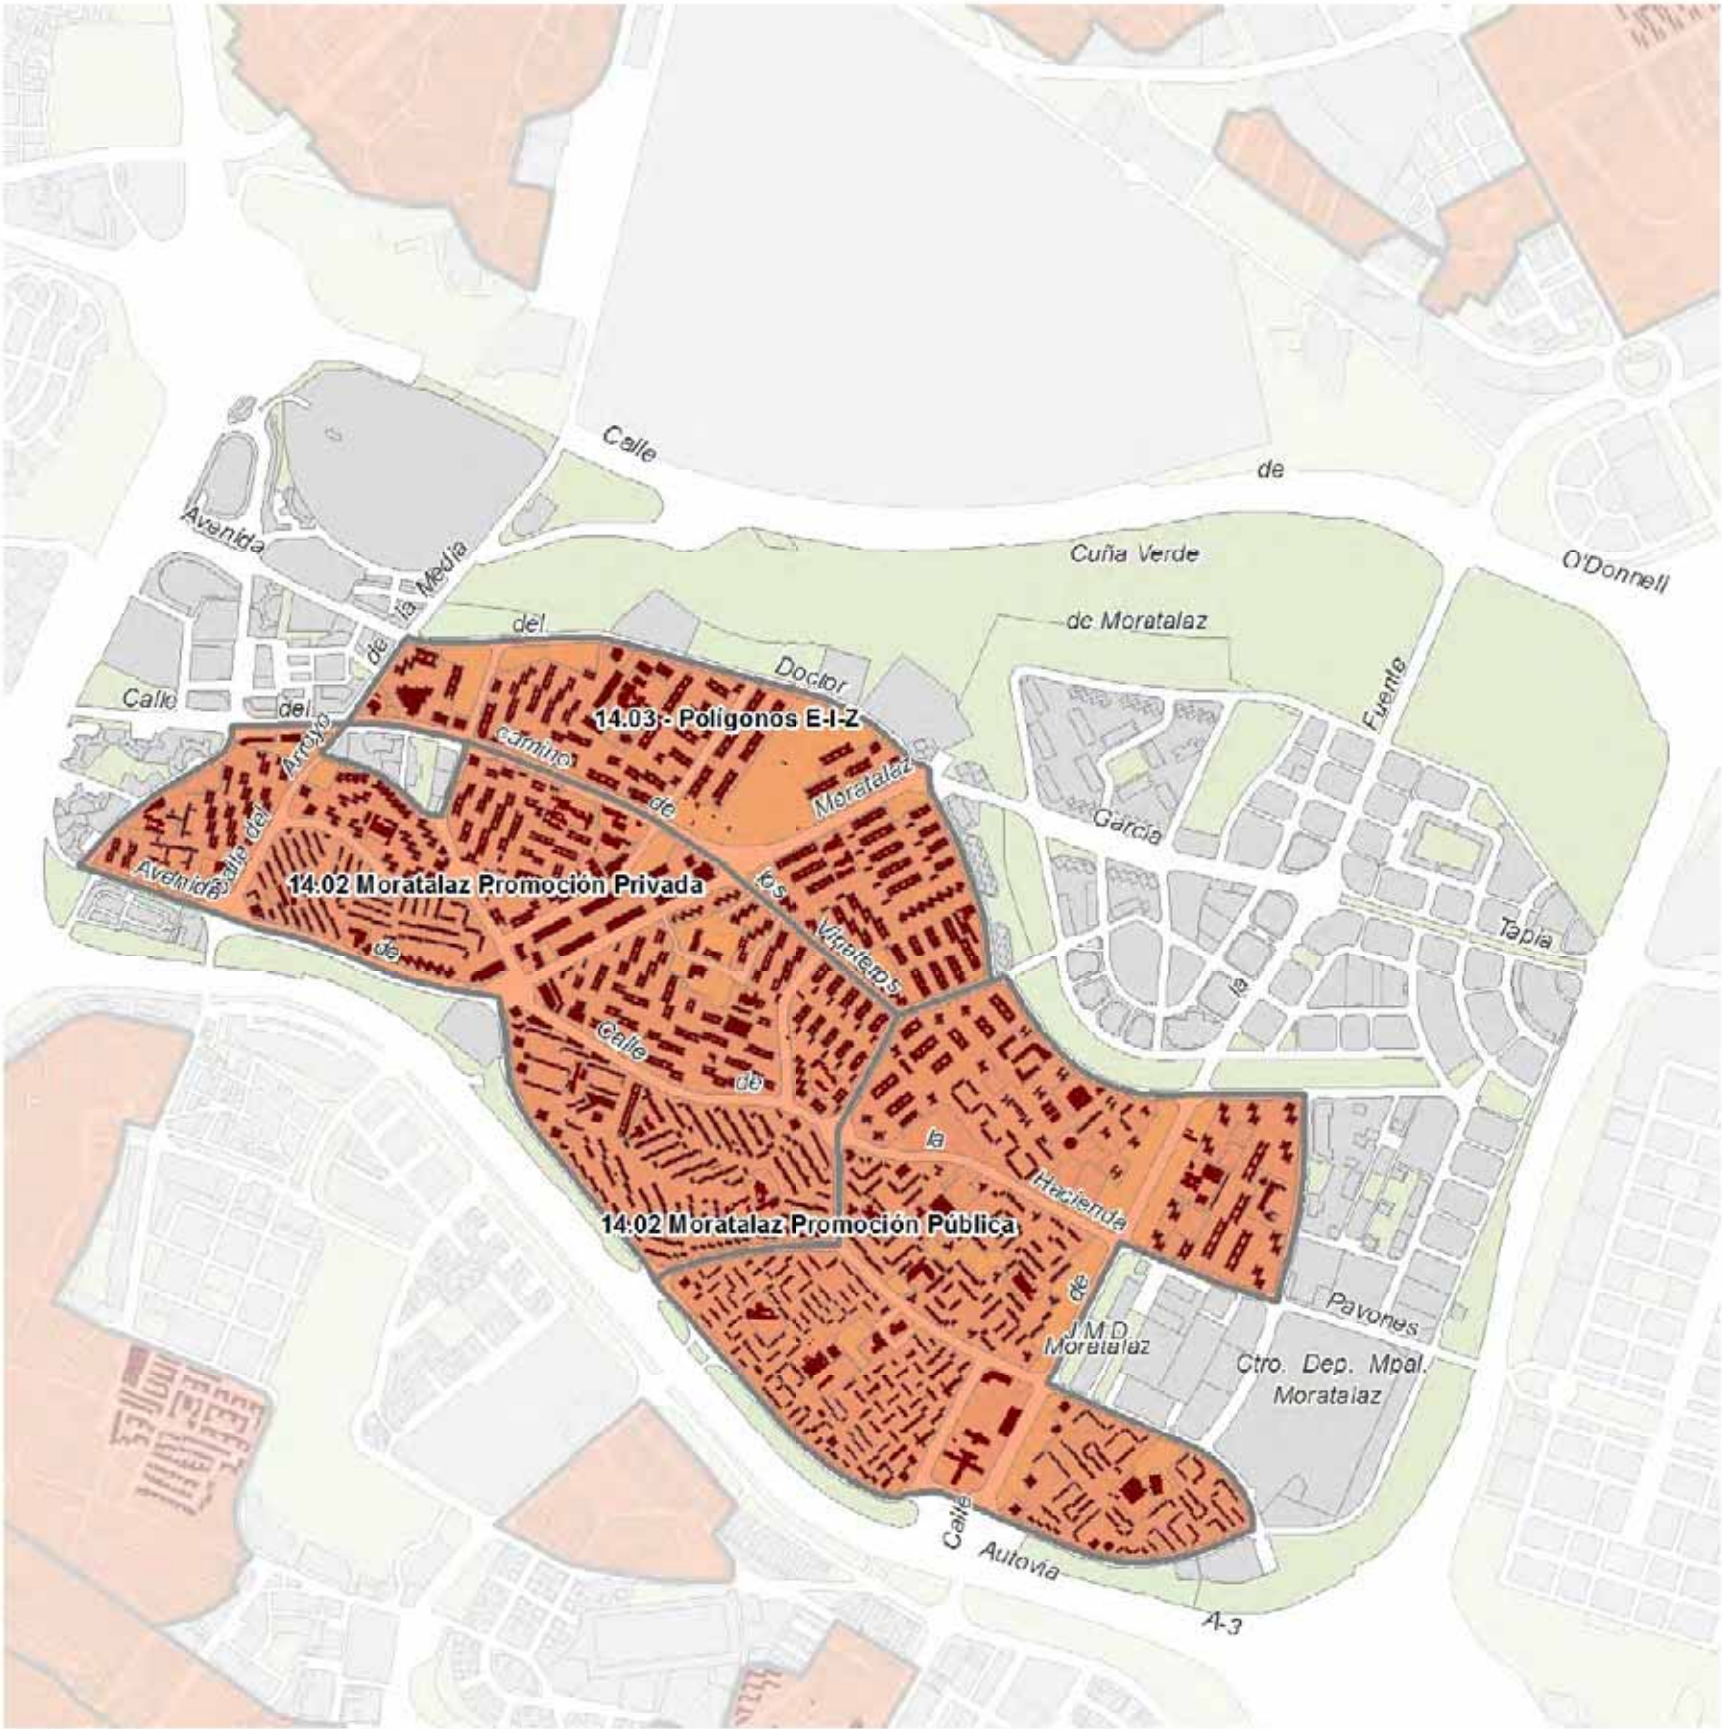 Calle
de
O'Donnell
Avenida
de la Media
Cuña Verde
de Moratalaz
Fuente
del
Doctor
Calle
del
Arroyo
14.03 - Polígonos E-I-Z
camino
de
Moratalaz
García
los
Vinateros
Tapia
la
Avenida
Calle del
14.02 Moratalaz Promoción Privada
de
Calle
de
la
Hacienda
14.02 Moratalaz Promoción Pública
de
Pavones
J.M.D.
Moratalaz
Ctro. Dep. Mpal.
Moratalaz
Calle
Autovía
A-3